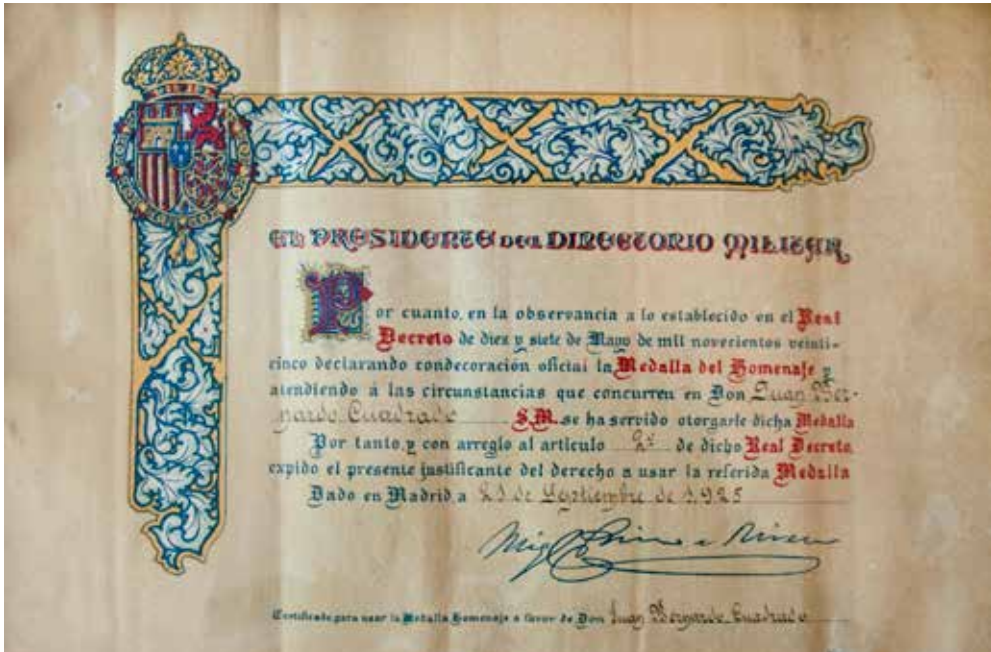 EL PRESIDENTE DEL DIRECTORIO MILITAR
Por cuanto, en la observancia a lo establecido en el Real
Decreto de diez y siete de Mayo de mil novecientos veinti-
cinco declarando condecoración oficial la Medalla del Homenaje y
atendiendo á las circunstancias que concurren en Don Juan Ber-
nardo Cuadrado S.M. se ha servido otorgarle dicha Medalla
Por tanto, y con arreglo al artículo 2º de dicho Real Decreto,
expido el presente justificante del derecho a usar la referida Medalla
Dado en Madrid, a de Septiembre de 1.925
Miguel Primo de Rivera
Certificado para usar la Medalla Homenaje a favor de Don Juan Bernardo Cuadrado